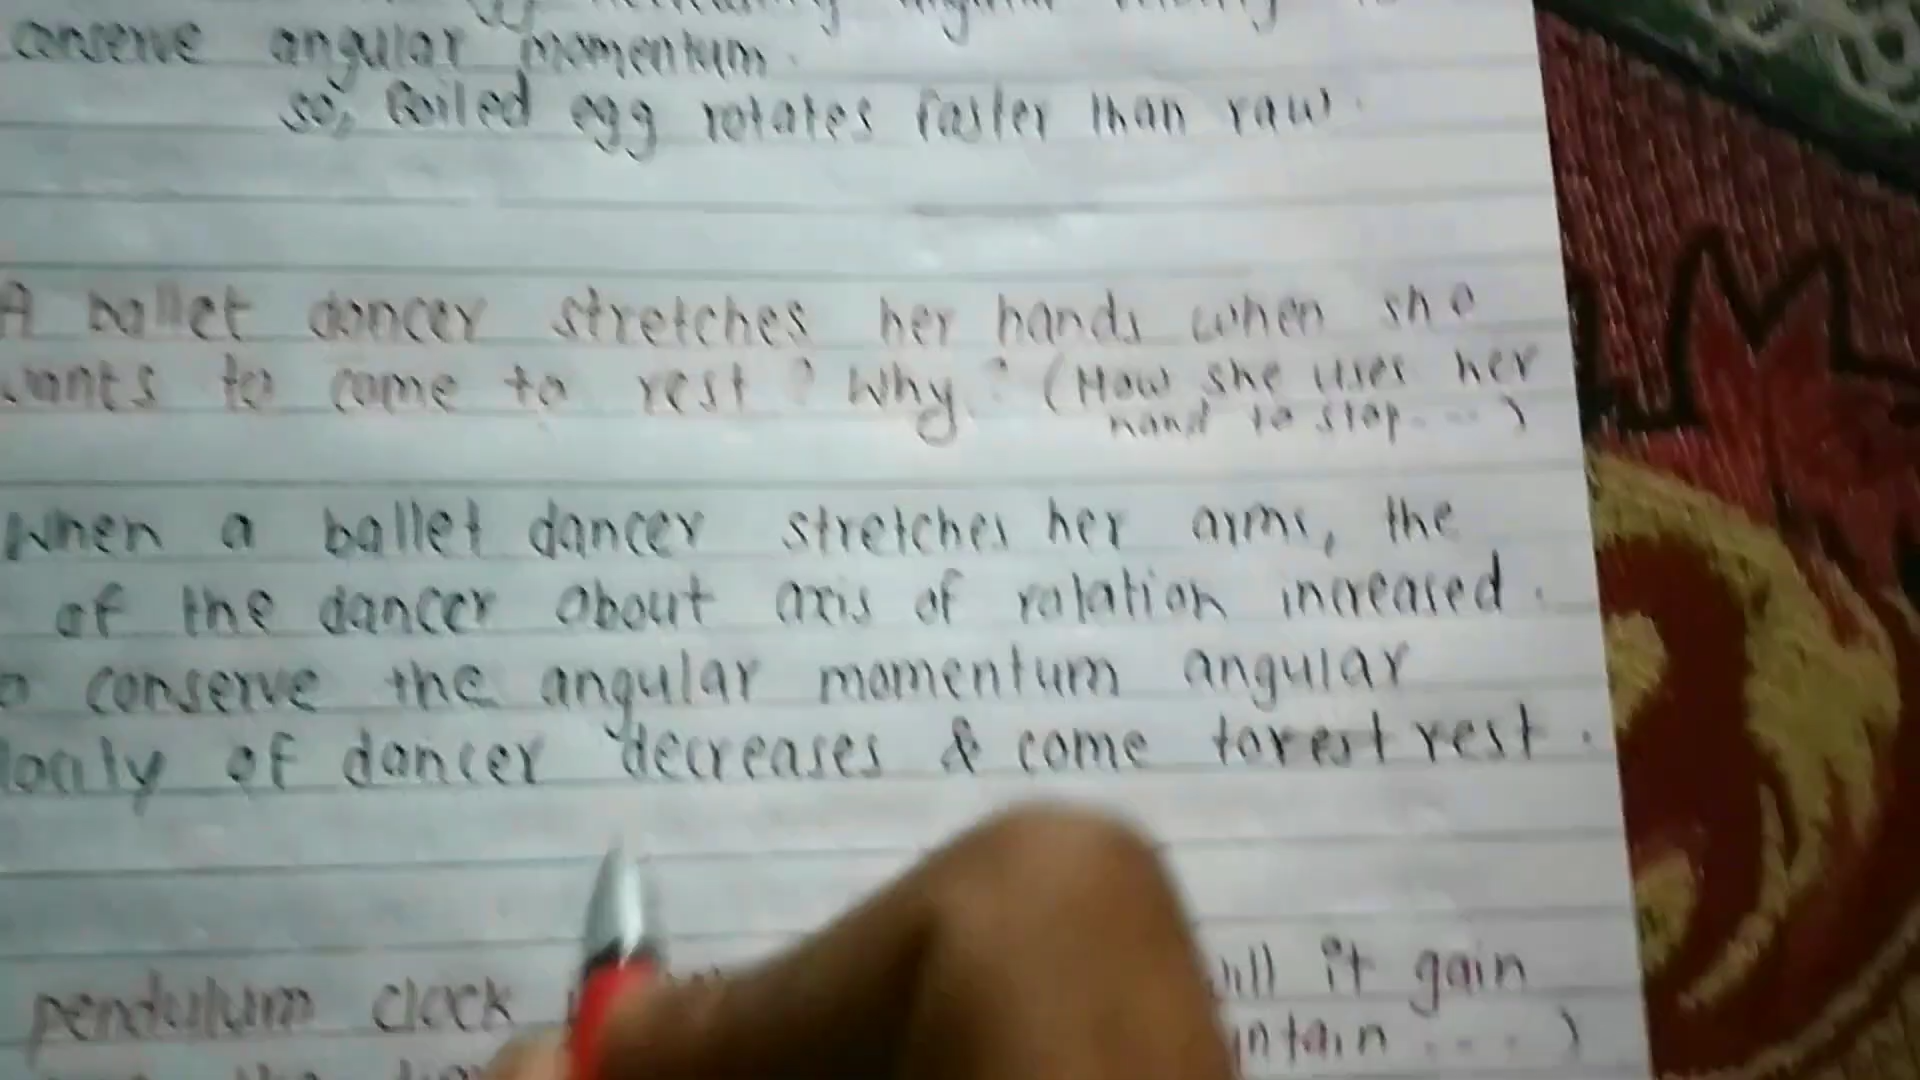 conserve angular momentum.
so, Boiled egg rotates faster than raw.
A ballet dancer stretches her hands when she
wants to come to rest? Why? (How she uses her
hand to stop...)
When a ballet dancer stretches her arms, the
of the dancer about axis of rotation increased.
conserve the angular momentum angular
of dancer decreases & come to rest rest.
pendulum clock it gain